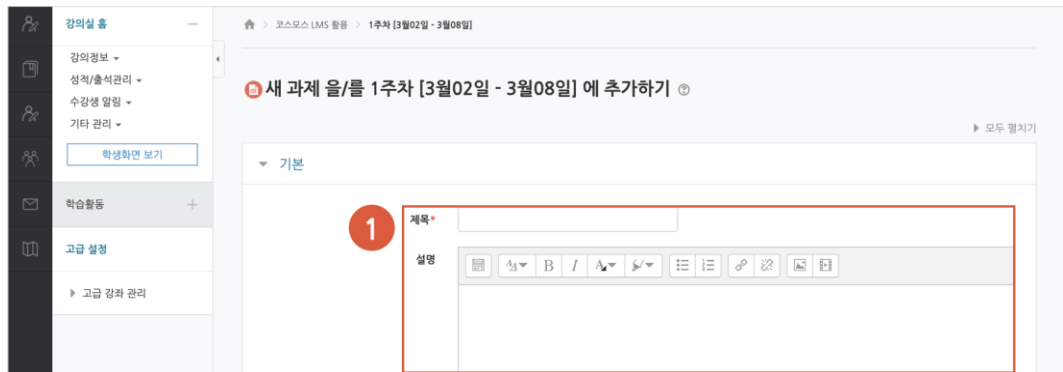 강의실 홈
코스모스 LMS 활용 > 1주차 [3월02일 - 3월08일]
강의정보
성적/출석관리
수강생 알림
기타 관리
학생화면 보기
학습활동
고급 설정
고급 강좌 관리
새 과제 을/를 1주차 [3월02일 - 3월08일] 에 추가하기
모두 펼치기
기본
1
제목*
설명
B I